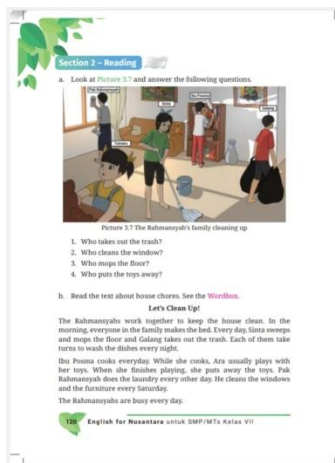 Section 2 – Reading
a. Look at Picture 3.7 and answer the following questions.
Pak Rahmansyah
Sinta
Ibu Posma
Galang
Picture 3.7 The Rahmansyah's family cleaning up
1. Who takes out the trash?
2. Who cleans the window?
3. Who mops the floor?
4. Who puts the toys away?
b. Read the text about house chores. See the Wordbox.
Let's Clean Up!
The Rahmansyahs work together to keep the house clean. In the
morning, everyone in the family makes the bed. Every day, Sinta sweeps
and mops the floor and Galang takes out the trash. Each of them take
turns to wash the dishes every night.
Ibu Posma cooks everyday. While she cooks, Ara usually plays with
her toys. When she finishes playing, she puts away the toys. Pak
Rahmansyah does the laundry every other day. He cleans the windows
and the furniture every Saturday.
The Rahmansyahs are busy every day.
120 English for Nusantara untuk SMP/MTs Kelas VII